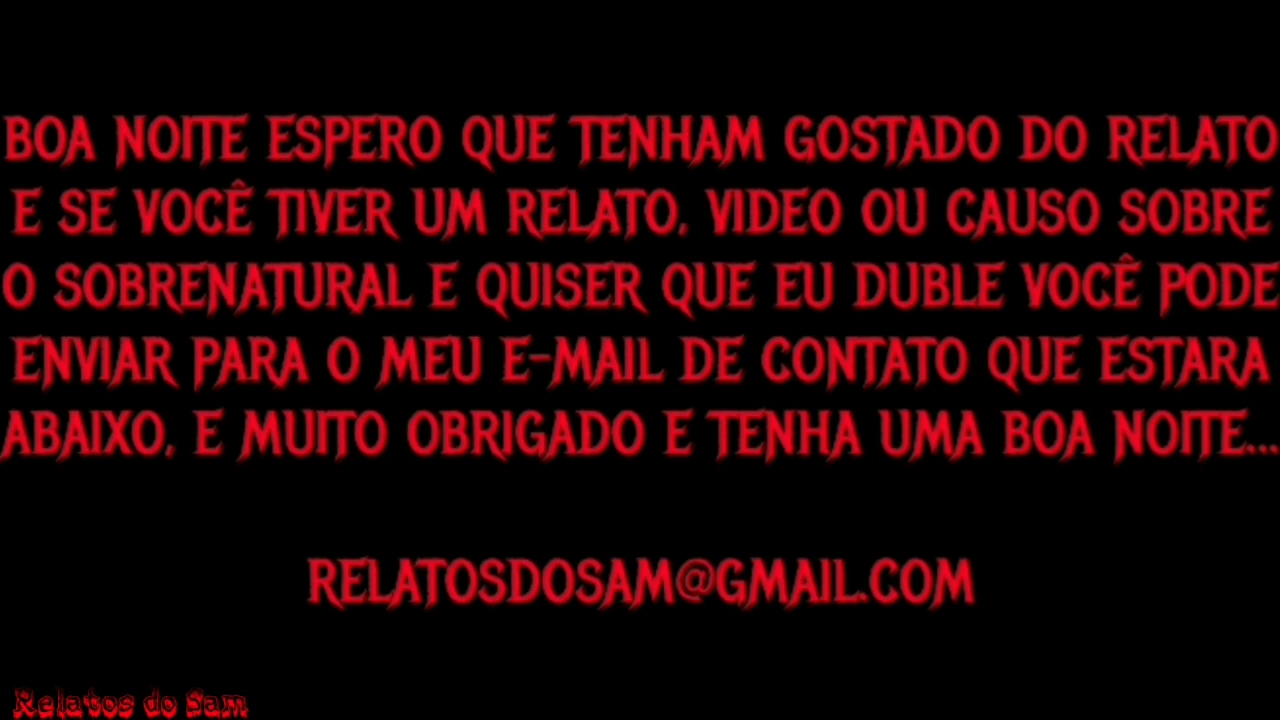 BOA NOITE ESPERO QUE TENHAM GOSTADO DO RELATO
E SE VOCÊ TIVER UM RELATO, VIDEO OU CAUSO SOBRE
O SOBRENATURAL E QUISER QUE EU DUBLE VOCÊ PODE
ENVIAR PARA O MEU E-MAIL DE CONTATO QUE ESTARA
ABAIXO, E MUITO OBRIGADO E TENHA UMA BOA NOITE...
RELATOSDOSAM@GMAIL.COM
Relatos do Sam